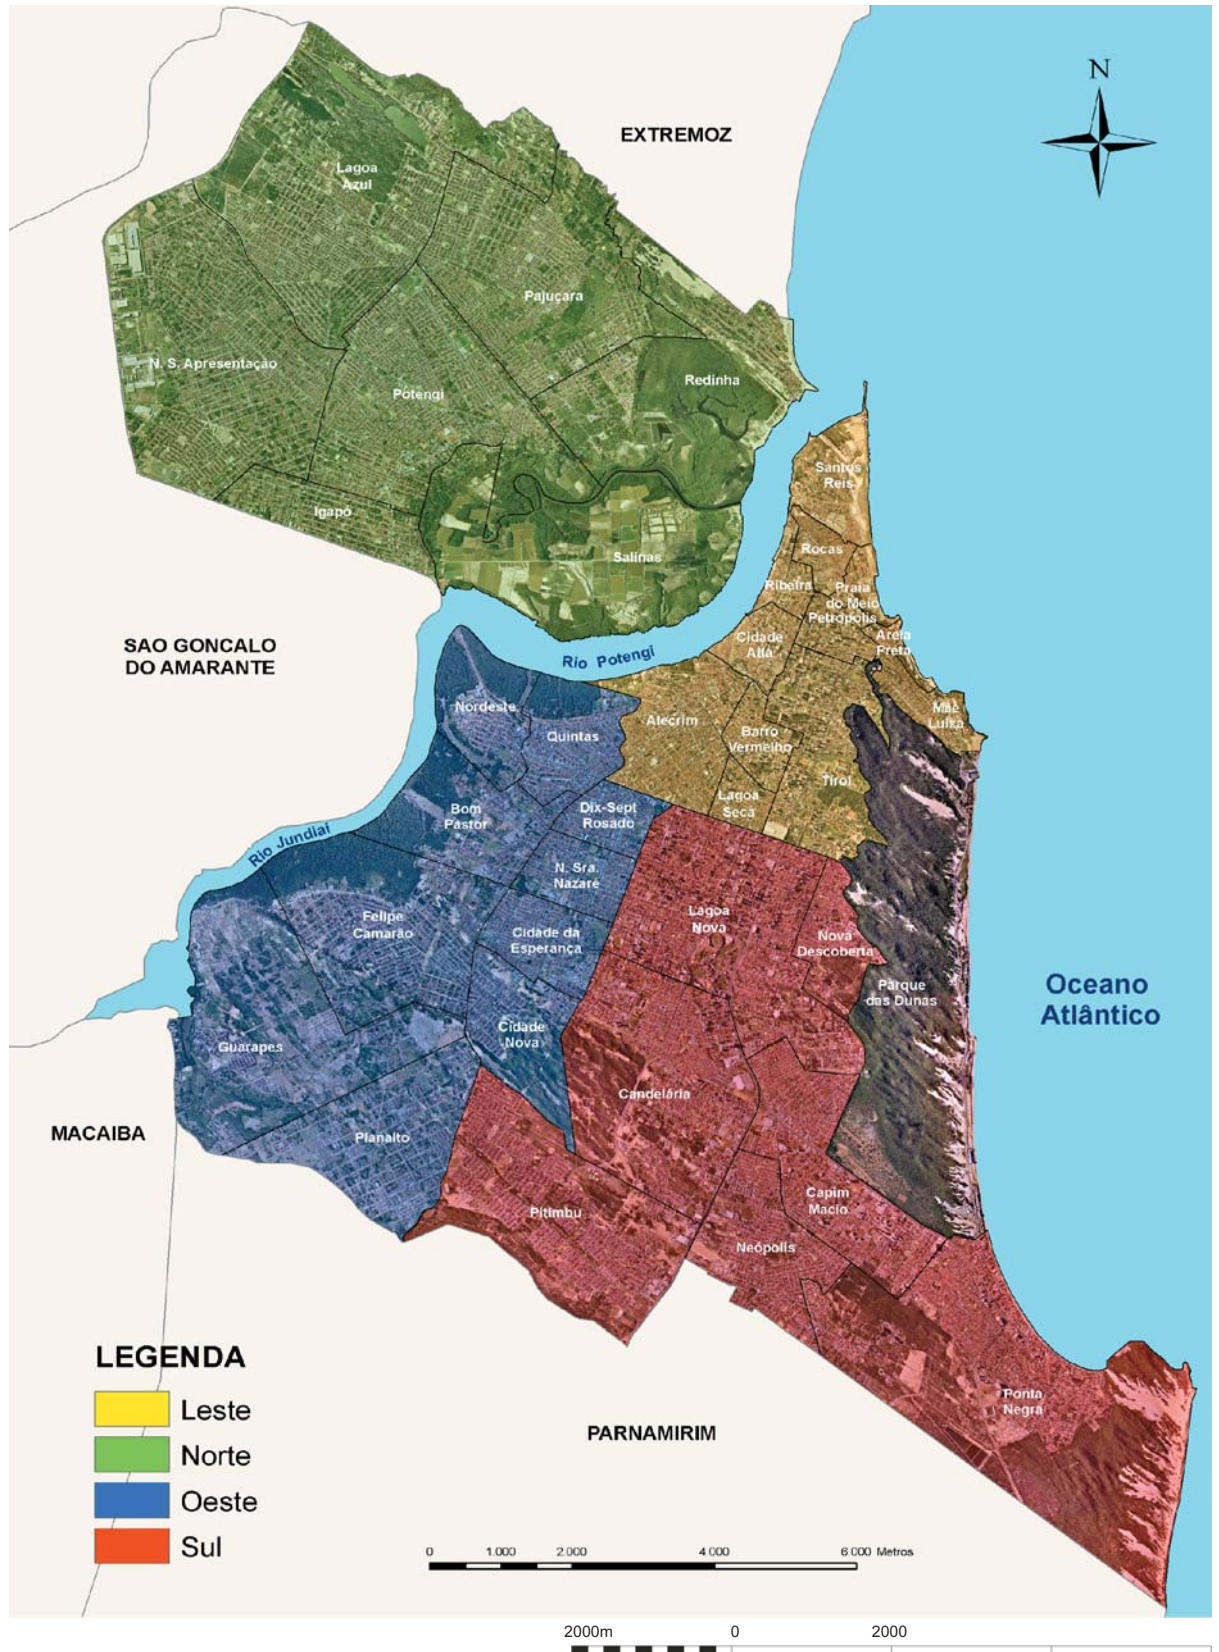 N
EXTREMOZ
Lagoa
Azul
Pajuçara
N. S. Apresentação
Potengi
Redinha
Santos
Reis
Igapó
Rocas
Salinas
Ribeira
Praia
do Meio
Petrópolis
Cidade
Alta
Areia
Preta
SAO GONCALO
DO AMARANTE
Rio Potengi
Mãe
Luiza
Nordeste
Quintas
Alecrim
Barro
Vermelho
Tirol
Lagoa
Seca
Bom
Pastor
Dix-Sept
Rosado
Rio Jundiaí
N. Sra.
Nazaré
Felipe
Camarão
Cidade da
Esperança
Lagoa
Nova
Nova
Descoberta
Parque
das Dunas
Oceano
Atlântico
Guarapes
Cidade
Nova
Candelária
MACAIBA
Planalto
Pitimbu
Capim
Macio
Neópolis
Ponta
Negra
PARNAMIRIM
LEGENDA
Leste
Norte
Oeste
Sul
0 1.000 2.000 4.000 6.000 Metros
2000m 0 2000